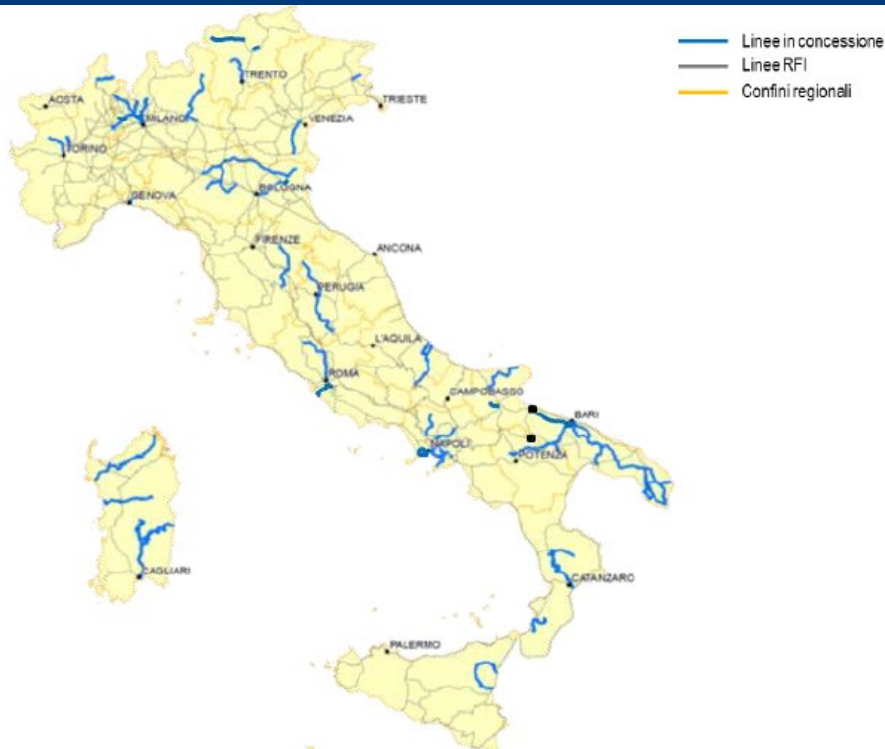 Linee in concessione
Linee RFI
Confini regionali
TRENTO
AOSTA
MILANO
VENEZIA
TRIESTE
TORINO
GENOVA
BOLOGNA
FIRENZE
ANCONA
PERUGIA
L'AQUILA
ROMA
CAMPOBASSO
BARI
NAPOLI
POTENZA
CAGLIARI
CATANZARO
PALERMO